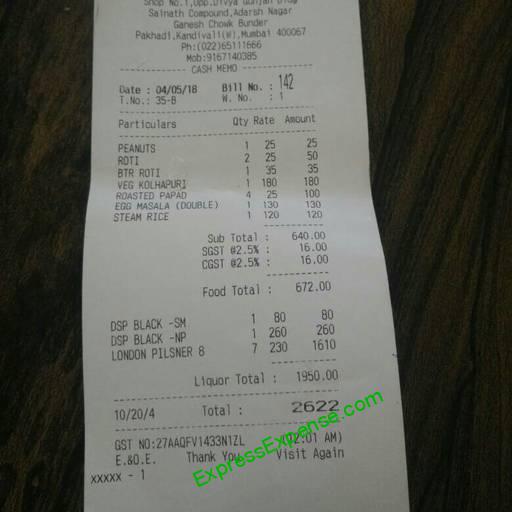 Shop No.1,Opp.Divya Gunjan Bldg
Sainath Compound,Adarsh Nagar
Ganesh Chowk Bunder
Pakhadi,Kandivali(W),Mumbai 400067
Ph:(022)65111666
Mob:9167140385
CASH MEMO
Date : 04/05/18 Bill No. : 142
T.No.: 35-B W. No. : 1
Particulars Qty Rate Amount
PEANUTS 1 25 25
ROTI 2 25 50
BTR ROTI 1 35 35
VEG KOLHAPURI 1 180 180
ROASTED PAPAD 4 25 100
EGG MASALA (DOUBLE) 1 130 130
STEAM RICE 1 120 120
Sub Total : 640.00
SGST @2.5% : 16.00
CGST @2.5% : 16.00
Food Total : 672.00
DSP BLACK -SM 1 80 80
DSP BLACK -NP 1 260 260
LONDON PILSNER 8 7 230 1610
Liquor Total : 1950.00
10/20/4 Total : 2622
GST NO:27AAQFV1433N1ZL (12:01 AM)
E.&O.E. Thank You Visit Again
xxxxx - 1
ExpressExpense.com